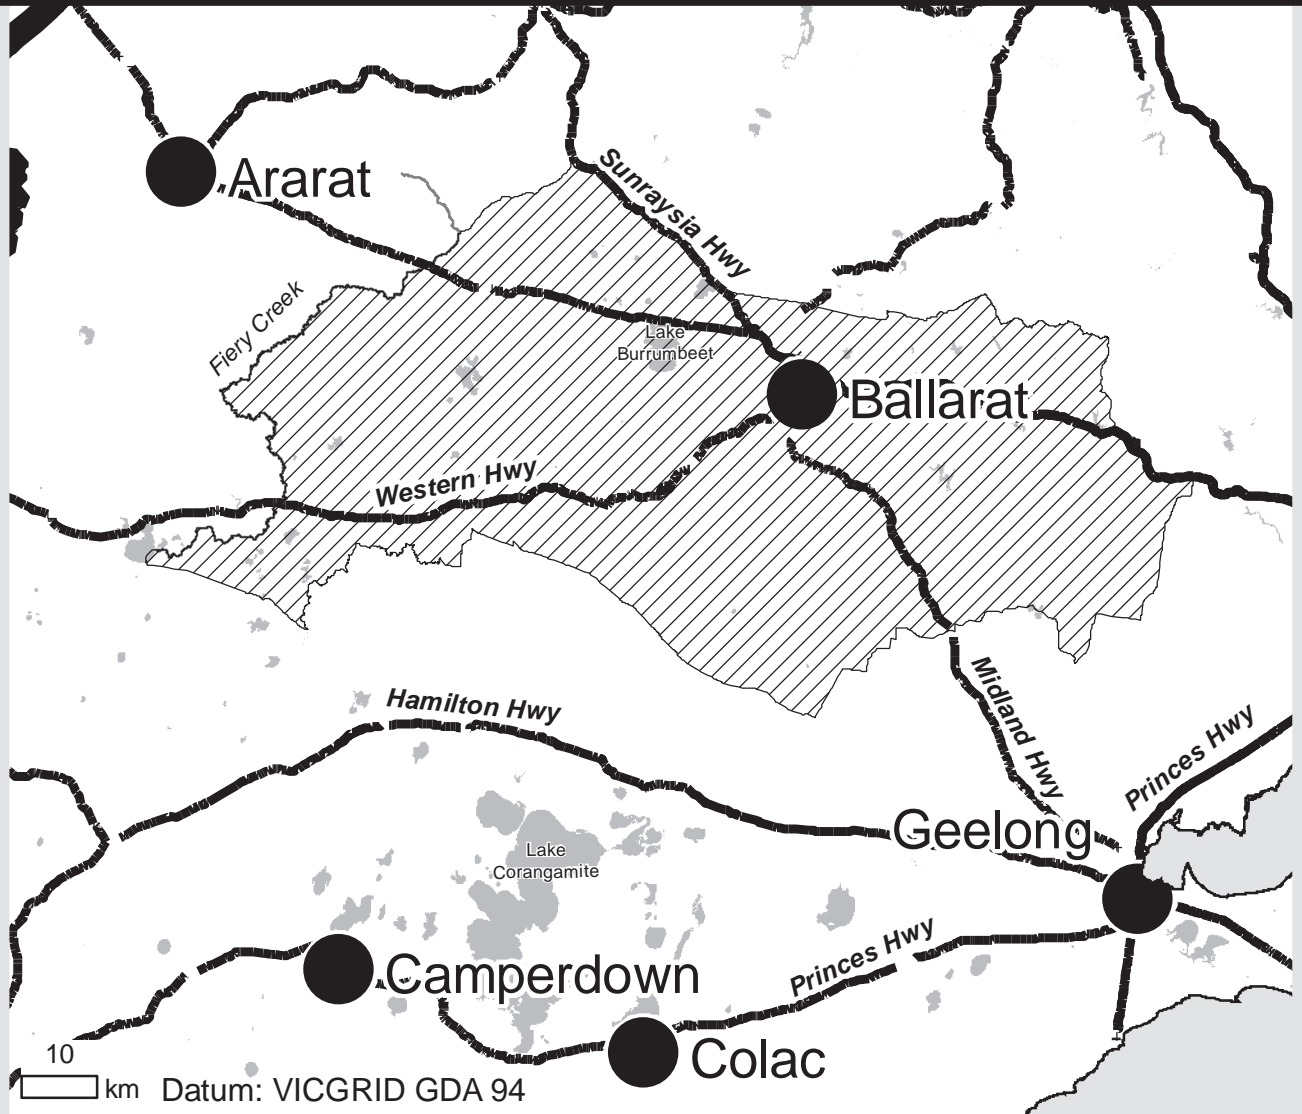 Ararat
Sunraysia Hwy
Fiery Creek
Lake
Burrumbeet
Ballarat
Western Hwy
Midland Hwy
Hamilton Hwy
Princes Hwy
Geelong
Lake
Corangamite
Princes Hwy
Camperdown
Colac
10
km Datum: VICGRID GDA 94